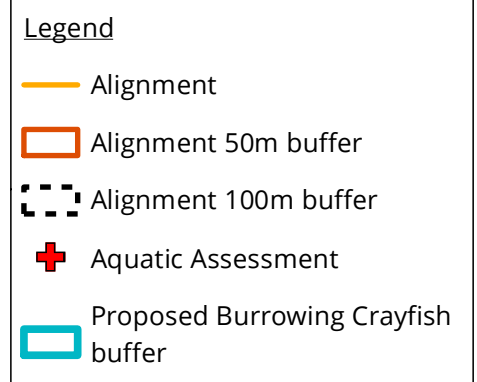 Legend
Alignment
Alignment 50m buffer
Alignment 100m buffer
Aquatic Assessment
Proposed Burrowing Crayfish
buffer